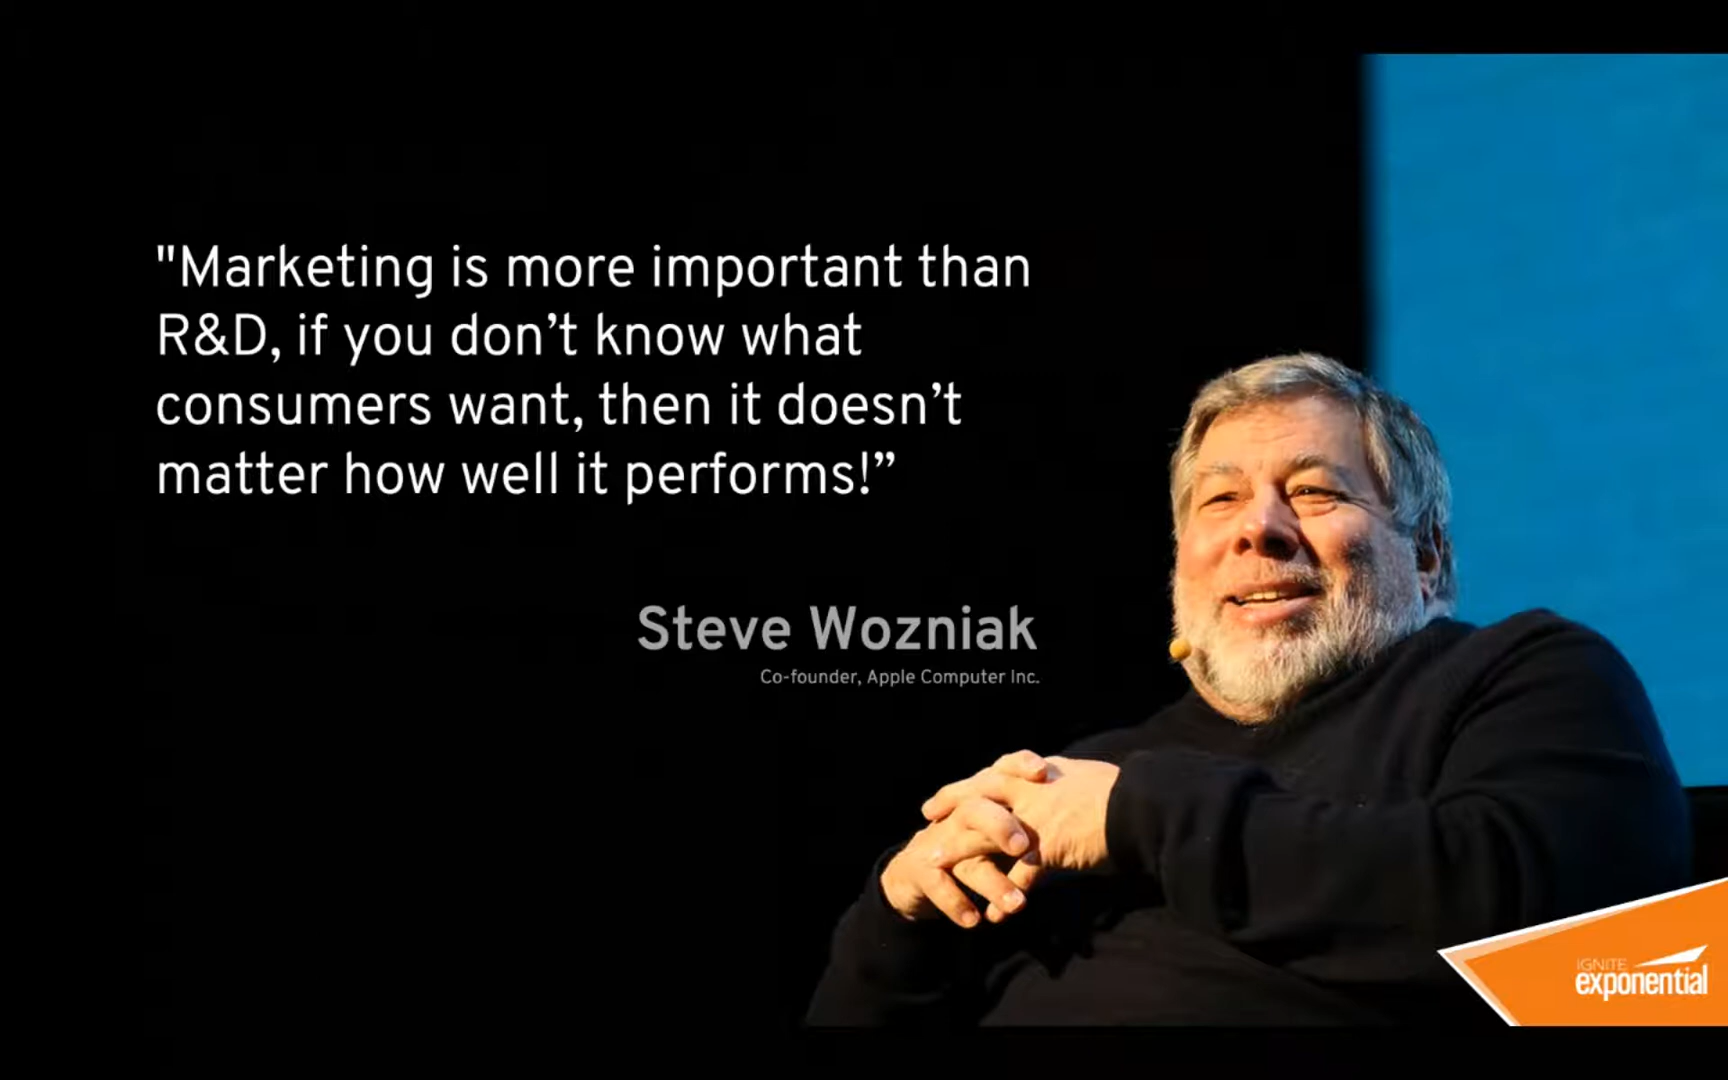 "Marketing is more important than
R&D, if you don’t know what
consumers want, then it doesn’t
matter how well it performs!”
Steve Wozniak
Co-founder, Apple Computer Inc.
IGNITE
exponential